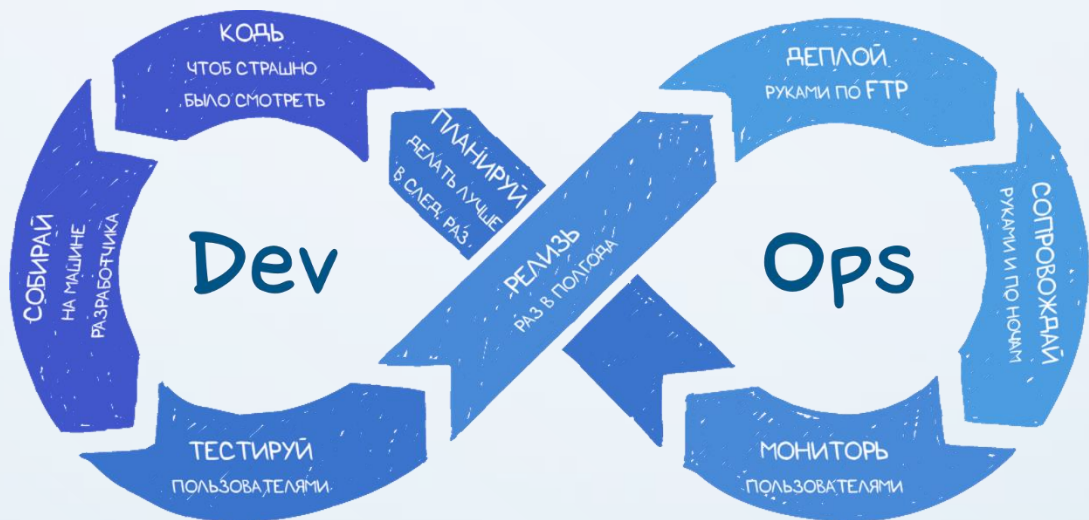 КОДЬ
ЧТОБ СТРАШНО
БЫЛО СМОТРЕТЬ
ДЕПЛОЙ
РУКАМИ ПО FTP
ПЛАНИРУЙ
ДЕЛАТЬ ЛУЧШЕ
В СЛЕД. РАЗ.
СОБИРАЙ
НА МАШИНЕ
РАЗРАБОТЧИКА
Dev
РЕЛИЗЬ
РАЗ В ПОЛГОДА
Ops
СОПРОВОЖДАЙ
РУКАМИ И ПО НОЧАМ
ТЕСТИРУЙ
ПОЛЬЗОВАТЕЛЯМИ
МОНИТОРЬ
ПОЛЬЗОВАТЕЛЯМИ